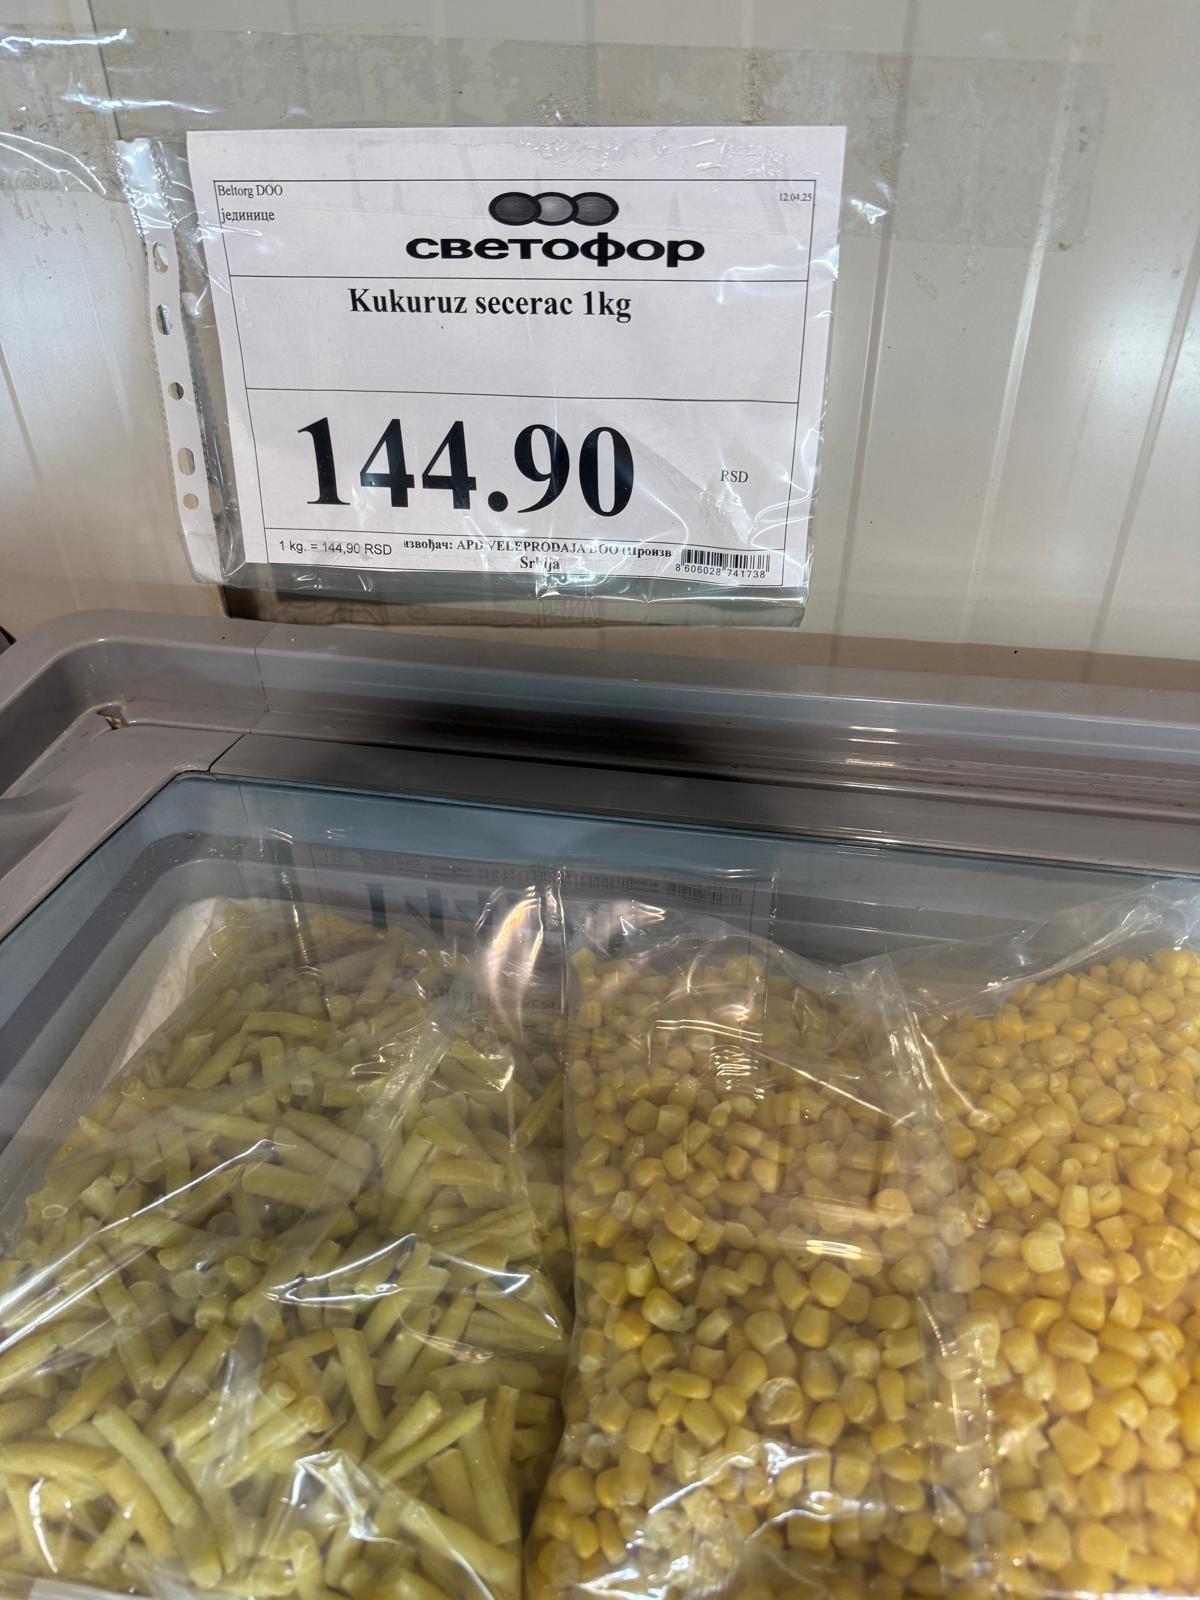 Beltorg DOO
јединице
12.04.25
светофор
Kukuruz secerac 1kg
144.90
RSD
1 kg. = 144,90 RSD
извођач: APD VELEPRODAJA DOO (Произв
Srbija
8 606028 741738